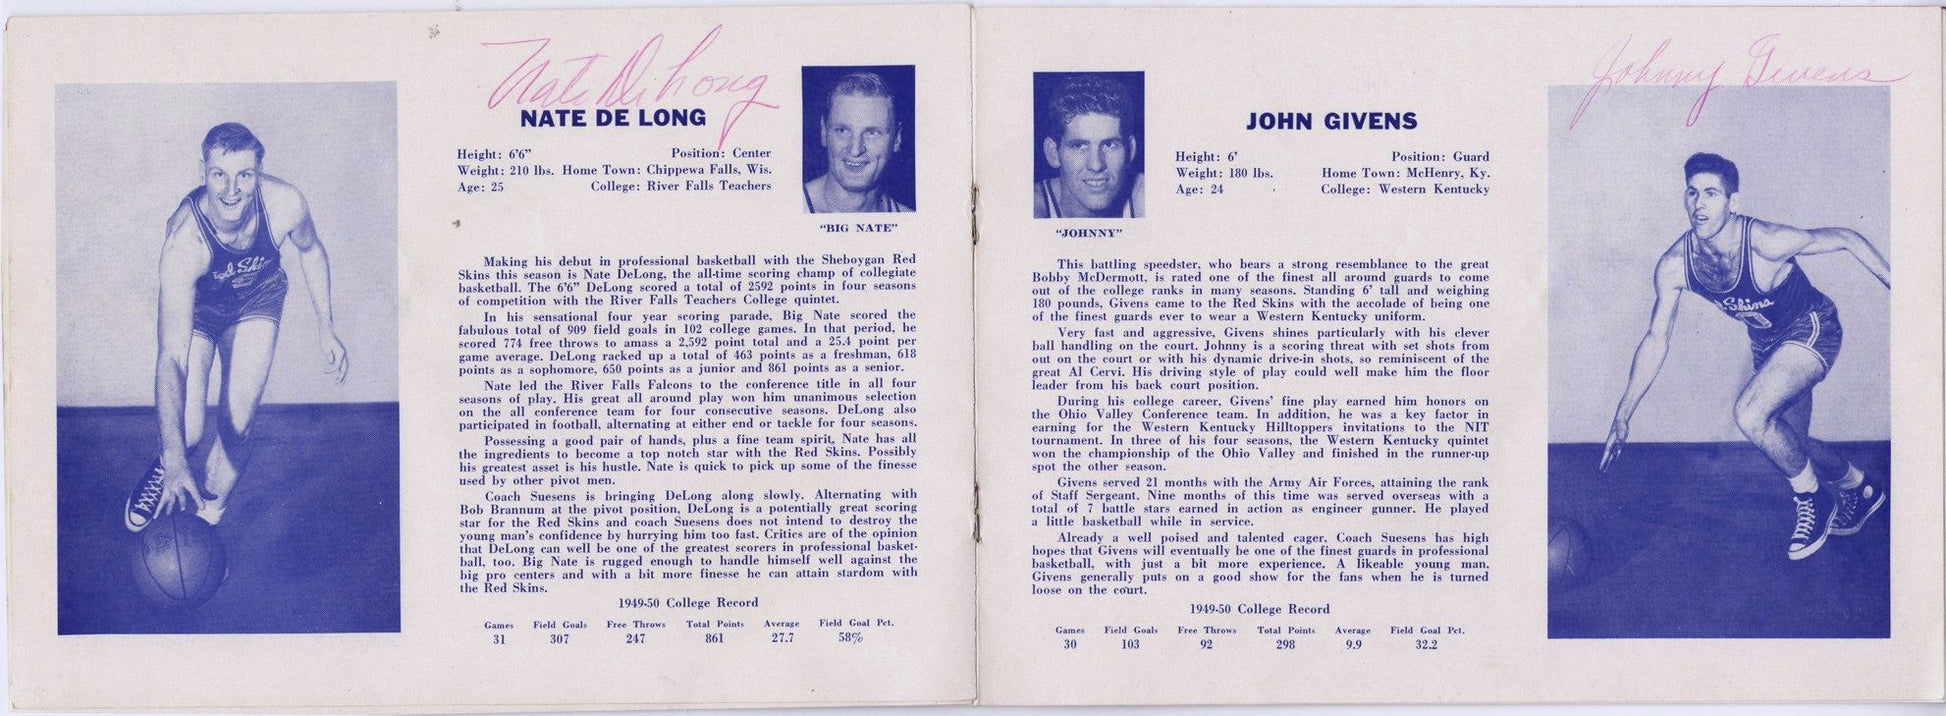 Nate De Long
NATE DE LONG
Height: 6'6" Position: Center
Weight: 210 lbs. Home Town: Chippewa Falls, Wis.
Age: 25 College: River Falls Teachers
"BIG NATE"
Making his debut in professional basketball with the Sheboygan Red
Skins this season is Nate DeLong, the all-time scoring champ of collegiate
basketball. The 6'6" DeLong scored a total of 2592 points in four seasons
of competition with the River Falls Teachers College quintet.
In his sensational four year scoring parade, Big Nate scored the
fabulous total of 909 field goals in 102 college games. In that period, he
scored 774 free throws to amass a 2,592 point total and a 25.4 point per
game average. DeLong racked up a total of 463 points as a freshman, 618
points as a sophomore, 650 points as a junior and 861 points as a senior.
Nate led the River Falls Falcons to the conference title in all four
seasons of play. His great all around play won him unanimous selection
on the all conference team for four consecutive seasons. DeLong also
participated in football, alternating at either end or tackle for four seasons.
Possessing a good pair of hands, plus a fine team spirit, Nate has all
the ingredients to become a top notch star with the Red Skins. Possibly
his greatest asset is his hustle. Nate is quick to pick up some of the finesse
used by other pivot men.
Coach Suesens is bringing DeLong along slowly. Alternating with
Bob Brannum at the pivot position, DeLong is a potentially great scoring
star for the Red Skins and coach Suesens does not intend to destroy the
young man's confidence by hurrying him too fast. Critics are of the opinion
that DeLong can well be one of the greatest scorers in professional basket-
ball, too. Big Nate is rugged enough to handle himself well against the
big pro centers and with a bit more finesse he can attain stardom with
the Red Skins.
1949-50 College Record
Games Field Goals Free Throws Total Points Average Field Goal Pct.
31 307 247 861 27.7 58%
Johnny Givens
JOHN GIVENS
Height: 6' Position: Guard
Weight: 180 lbs. Home Town: McHenry, Ky.
Age: 24 College: Western Kentucky
"JOHNNY"
This battling speedster, who bears a strong resemblance to the great
Bobby McDermott, is rated one of the finest all around guards to come
out of the college ranks in many seasons. Standing 6' tall and weighing
180 pounds, Givens came to the Red Skins with the accolade of being one
of the finest guards ever to wear a Western Kentucky uniform.
Very fast and aggressive, Givens shines particularly with his clever
ball handling on the court. Johnny is a scoring threat with set shots from
out on the court or with his dynamic drive-in shots, so reminiscent of the
great Al Cervi. His driving style of play could well make him the floor
leader from his back court position.
During his college career, Givens' fine play earned him honors on
the Ohio Valley Conference team. In addition, he was a key factor in
earning for the Western Kentucky Hilltoppers invitations to the NIT
tournament. In three of his four seasons, the Western Kentucky quintet
won the championship of the Ohio Valley and finished in the runner-up
spot the other season.
Givens served 21 months with the Army Air Forces, attaining the rank
of Staff Sergeant. Nine months of this time was served overseas with a
total of 7 battle stars earned in action as engineer gunner. He played
a little basketball while in service.
Already a well poised and talented cager, Coach Suesens has high
hopes that Givens will eventually be one of the finest guards in professional
basketball, with just a bit more experience. A likeable young man,
Givens generally puts on a good show for the fans when he is turned
loose on the court.
1949-50 College Record
Games Field Goals Free Throws Total Points Average Field Goal Pct.
30 103 92 298 9.9 32.2